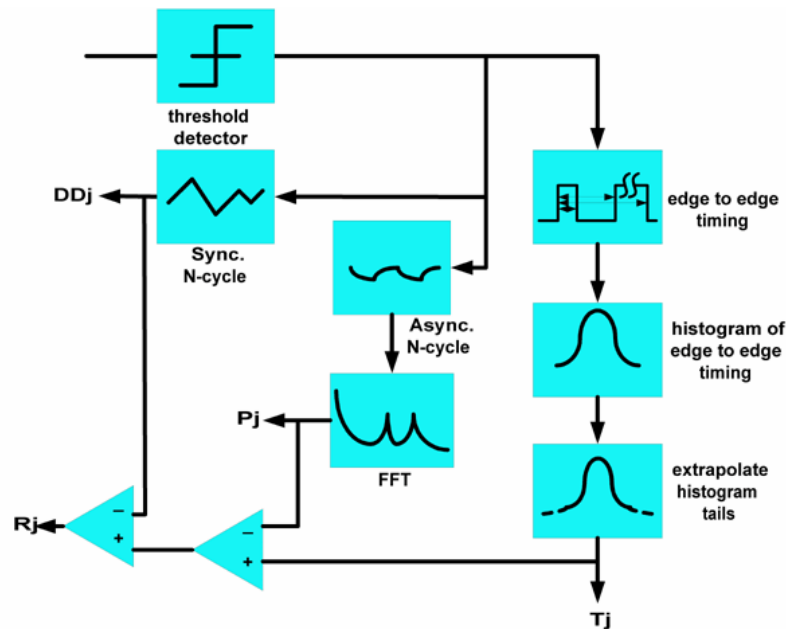 threshold
detector
DDj
Sync.
N-cycle
edge to edge
timing
Async.
N-cycle
histogram of
edge to edge
timing
Pj
FFT
extrapolate
histogram
tails
Rj
−
+
−
+
Tj